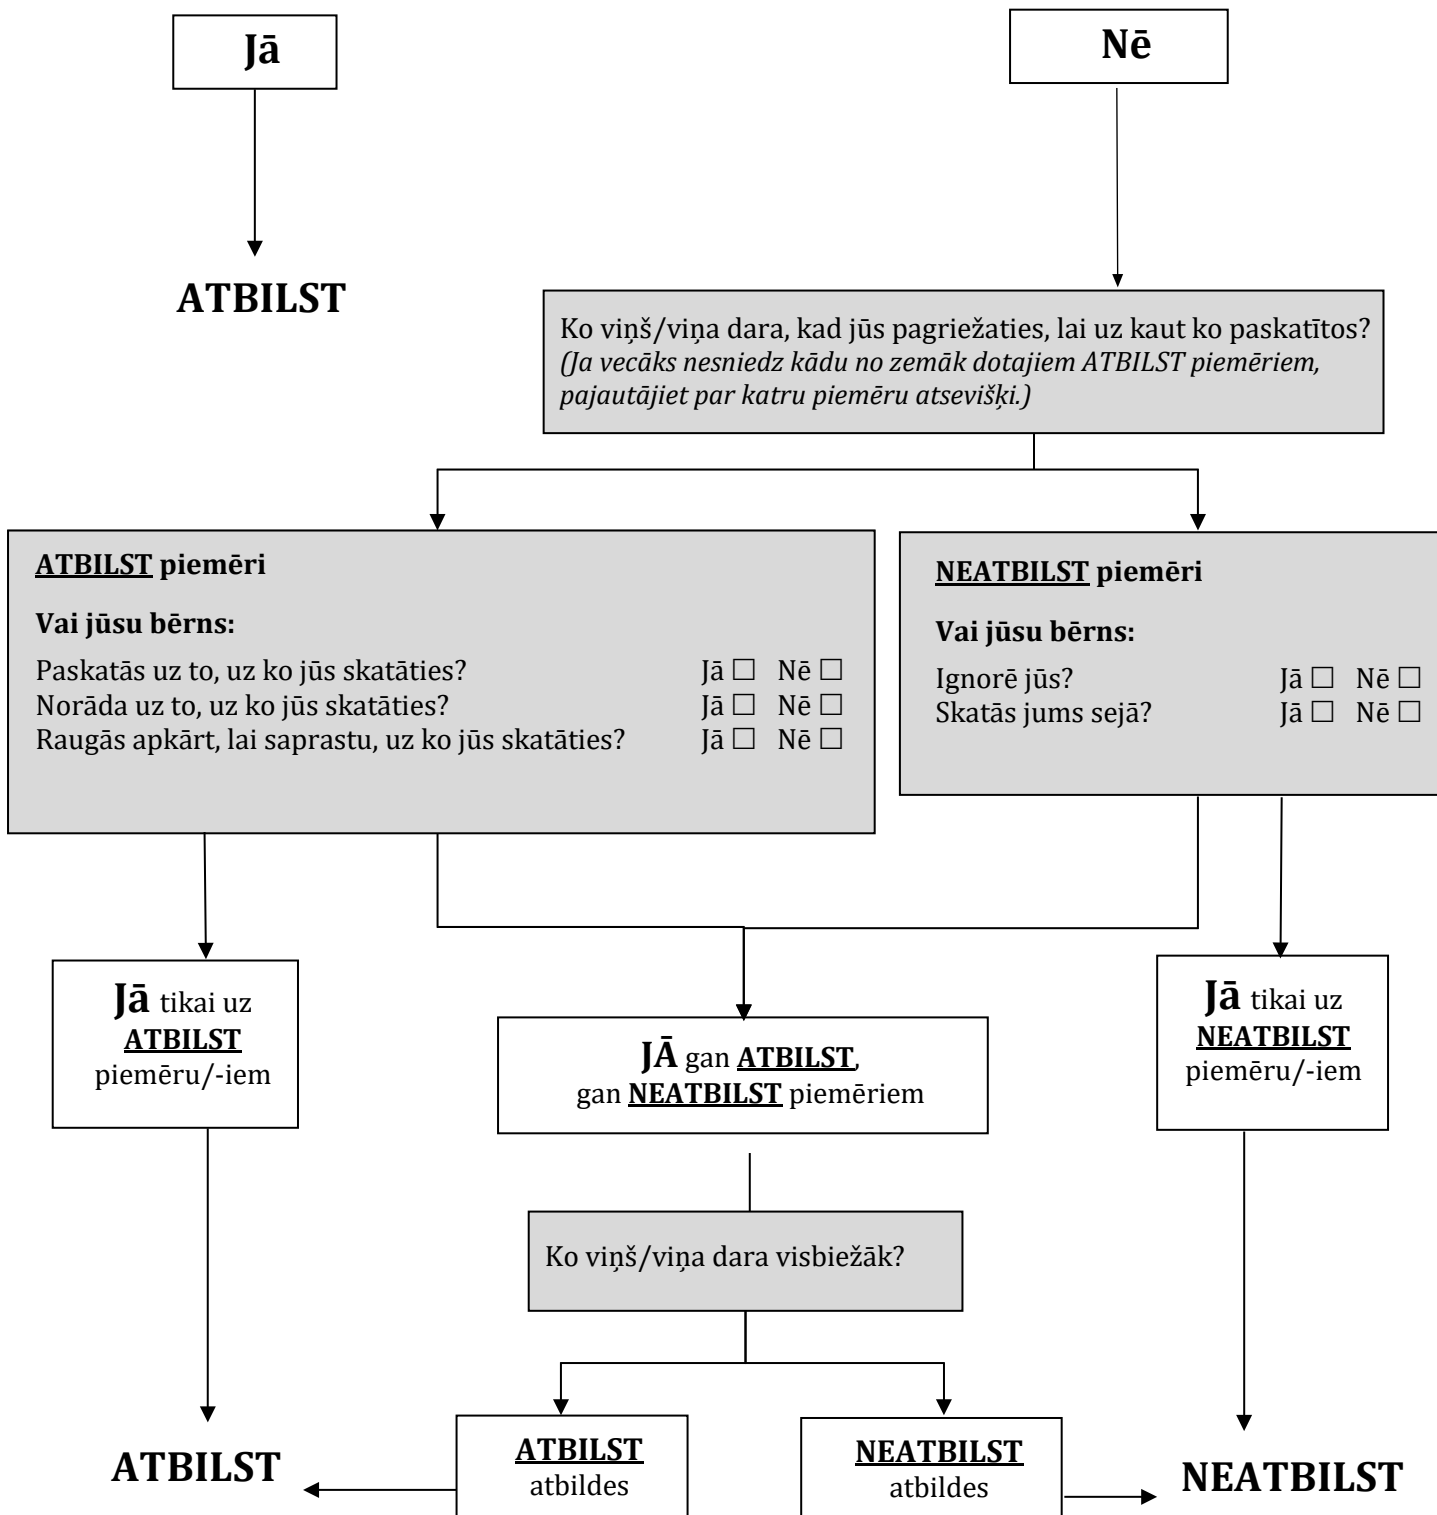 Jā
Nē
ATBILST
Ko viņš/viņa dara, kad jūs pagriežaties, lai uz kaut ko paskatītos?
(Ja vecāks nesniedz kādu no zemāk dotajiem ATBILST piemēriem,
pajautājiet par katru piemēru atsevišķi.)
ATBILST piemēri
Vai jūsu bērns:
Paskatās uz to, uz ko jūs skatāties? Jā ☐ Nē ☐
Norāda uz to, uz ko jūs skatāties? Jā ☐ Nē ☐
Raugās apkārt, lai saprastu, uz ko jūs skatāties? Jā ☐ Nē ☐
NEATBILST piemēri
Vai jūsu bērns:
Ignorē jūs? Jā ☐ Nē ☐
Skatās jums sejā? Jā ☐ Nē ☐
Jā tikai uz
ATBILST
piemēru/-iem
JĀ gan ATBILST,
gan NEATBILST piemēriem
Jā tikai uz
NEATBILST
piemēru/-iem
Ko viņš/viņa dara visbiežāk?
ATBILST
ATBILST
atbildes
NEATBILST
atbildes
NEATBILST